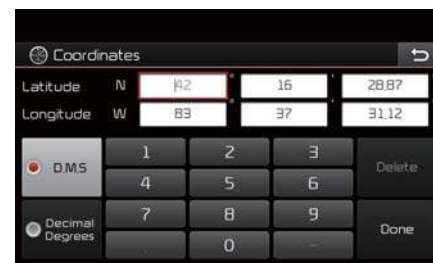 Coordinates
Latitude N 42 ° 16 ' 28,87
Longitude W 83 ° 37 ' 31,12
D.M.S 1 2 3 Delete
4 5 6
Decimal Degrees 7 8 9 Done
. 0 -